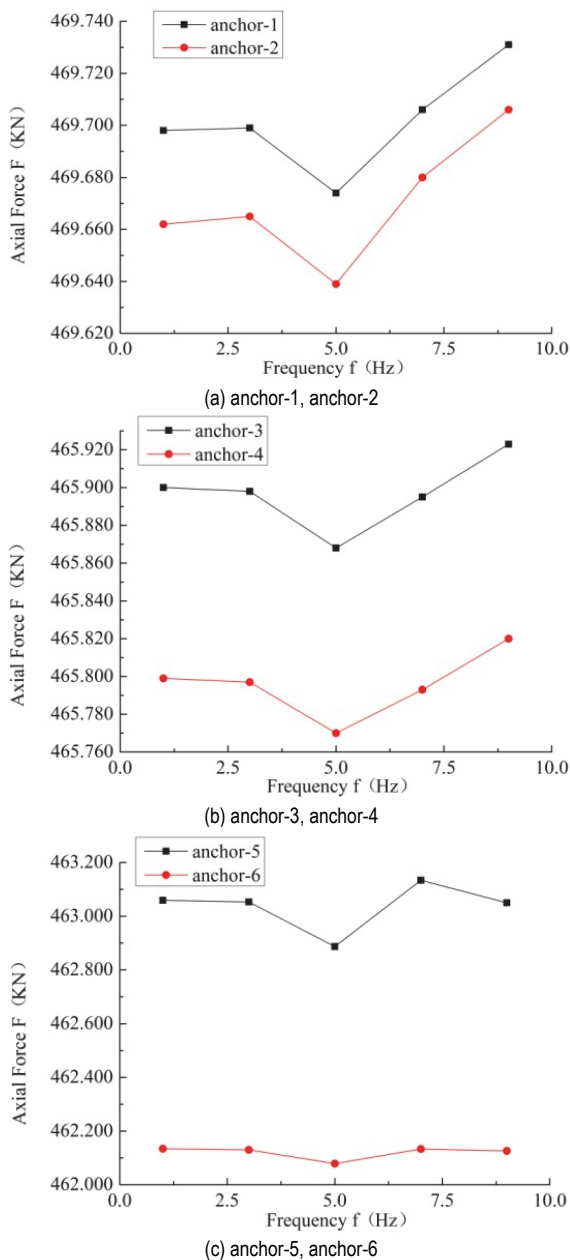 469.740
anchor-1
anchor-2
469.720
469.700
469.680
469.660
469.640
469.620
Axial Force F（KN）
0.0 2.5 5.0 7.5 10.0
Frequency f（Hz）
(a) anchor-1, anchor-2
anchor-3
anchor-4
465.920
465.900
465.880
465.860
465.840
465.820
465.800
465.780
465.760
Axial Force F（KN）
0.0 2.5 5.0 7.5 10.0
Frequency f（Hz）
(b) anchor-3, anchor-4
anchor-5
anchor-6
463.200
463.000
462.800
462.600
462.400
462.200
462.000
Axial Force F（KN）
0.0 2.5 5.0 7.5 10.0
Frequency f（Hz）
(c) anchor-5, anchor-6